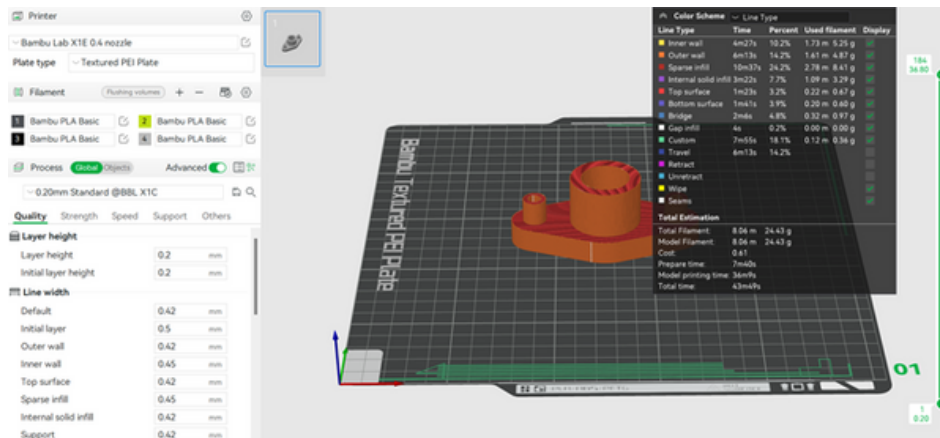 Printer
Bambu Lab X1E 0.4 nozzle
Plate type
Textured PEI Plate
Filament
Flushing volumes
1 Bambu PLA Basic
2 Bambu PLA Basic
3 Bambu PLA Basic
4 Bambu PLA Basic
Process
Global
Objects
Advanced
0.20mm Standard @BBL X1C
Quality Strength Speed Support Others
Layer height
Layer height 0.2 mm
Initial layer height 0.2 mm
Line width
Default 0.42 mm
Initial layer 0.5 mm
Outer wall 0.42 mm
Inner wall 0.45 mm
Top surface 0.42 mm
Sparse infill 0.45 mm
Internal solid infill 0.42 mm
Support 0.42 mm
1
Bambu Textured PEI Plate
01
Color Scheme Line Type
Line Type Time Percent Used filament Display
Inner wall 4m27s 10.2% 1.73 m 5.25 g
Outer wall 6m13s 14.2% 1.61 m 4.87 g
Sparse infill 10m37s 24.2% 2.78 m 8.41 g
Internal solid infill 3m22s 7.7% 1.09 m 3.29 g
Top surface 1m23s 3.2% 0.22 m 0.67 g
Bottom surface 1m41s 3.9% 0.20 m 0.60 g
Bridge 2m6s 4.8% 0.32 m 0.97 g
Gap infill 4s 0.2% 0.00 m 0.00 g
Custom 7m55s 18.1% 0.12 m 0.36 g
Travel 6m13s 14.2%
Retract
Unretract
Wipe
Seams
Total Estimation
Total Filament: 8.06 m 24.43 g
Model Filament: 8.06 m 24.43 g
Cost: 0.61
Prepare time: 7m40s
Model printing time: 36m9s
Total time: 43m49s
184
36.80
1
0.20